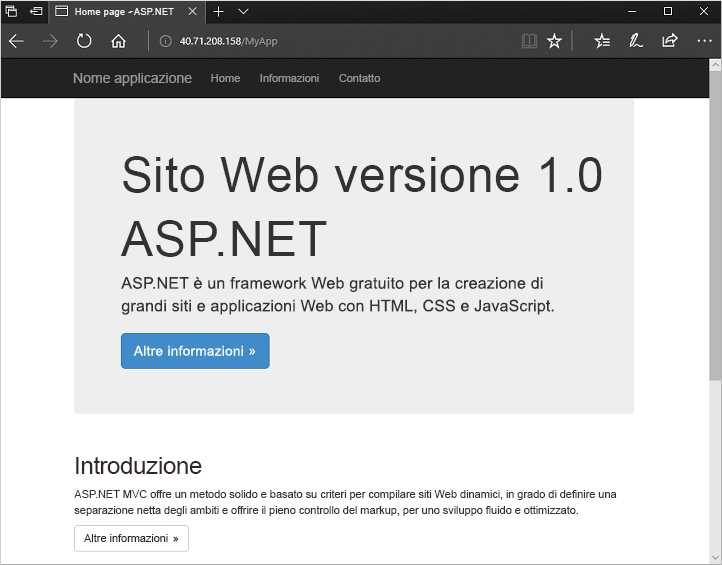 Home page - ASP.NET
40.71.208.158/MyApp
Nome applicazione Home Informazioni Contatto
Sito Web versione 1.0
ASP.NET
ASP.NET è un framework Web gratuito per la creazione di
grandi siti e applicazioni Web con HTML, CSS e JavaScript.
Altre informazioni »
Introduzione
ASP.NET MVC offre un metodo solido e basato su criteri per compilare siti Web dinamici, in grado di definire una
separazione netta degli ambiti e offrire il pieno controllo del markup, per uno sviluppo fluido e ottimizzato.
Altre informazioni »